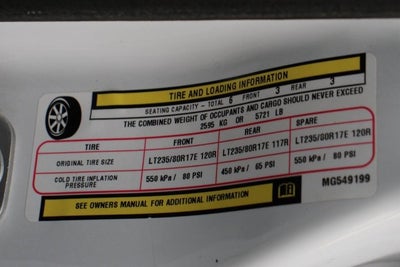 TIRE AND LOADING INFORMATION
SEATING CAPACITY - TOTAL 6 FRONT 3 REAR 3
THE COMBINED WEIGHT OF OCCUPANTS AND CARGO SHOULD NEVER EXCEED
2595 KG OR 5721 LB
TIRE FRONT REAR SPARE
ORIGINAL TIRE SIZE LT235/80R17E 120R LT235/80R17E 117R LT235/80R17E 120R
COLD TIRE INFLATION PRESSURE 550 kPa / 80 PSI 450 kPa / 65 PSI 550 kPa / 80 PSI
SEE OWNERS MANUAL FOR ADDITIONAL INFORMATION
MG549199